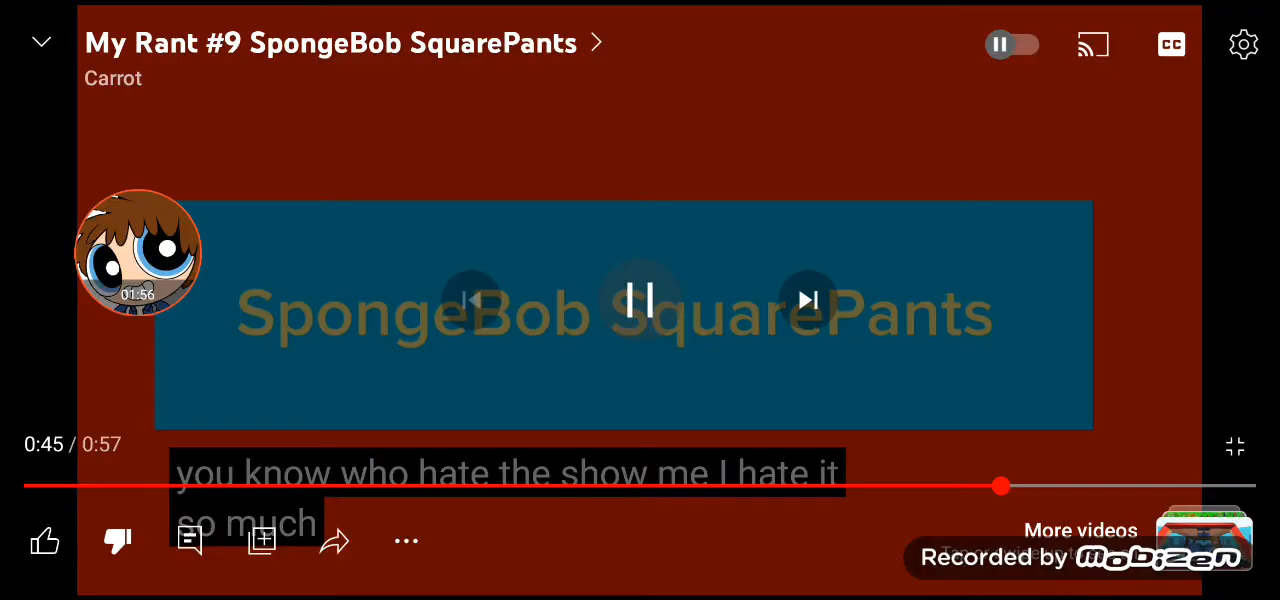 My Rant #9 SpongeBob SquarePants
CC
Carrot
01:56
SpongeBob SquarePants
0:45 / 0:57
you know who hate the show me I hate it
so much
More videos
Recorded by mobizen